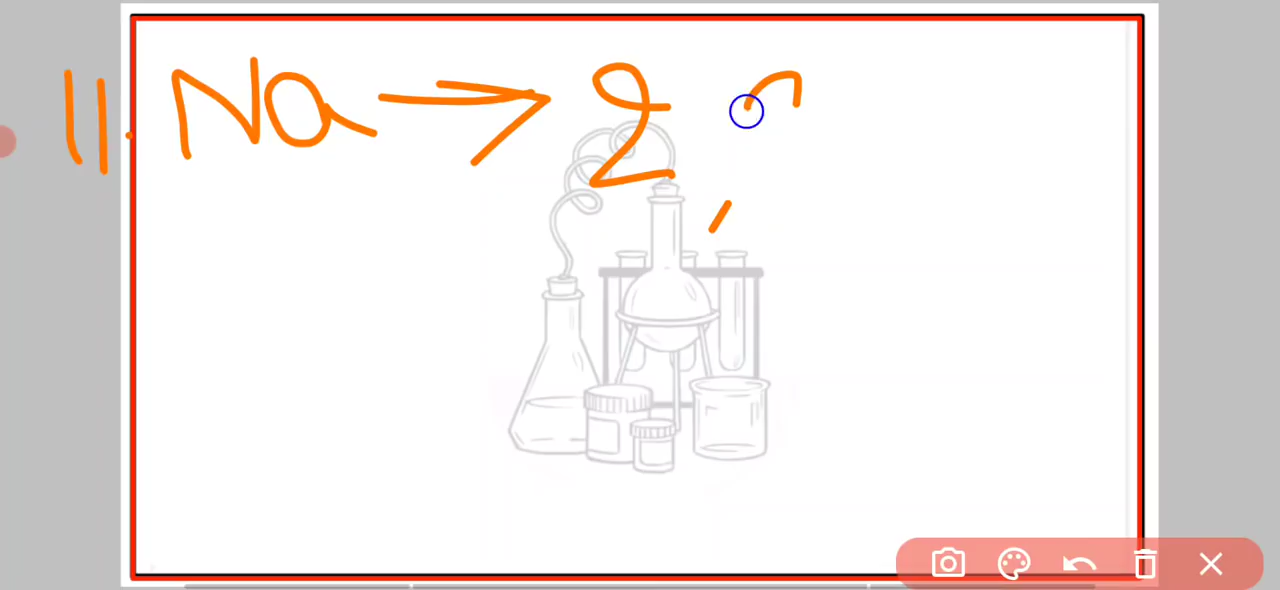 11. Na → 2,